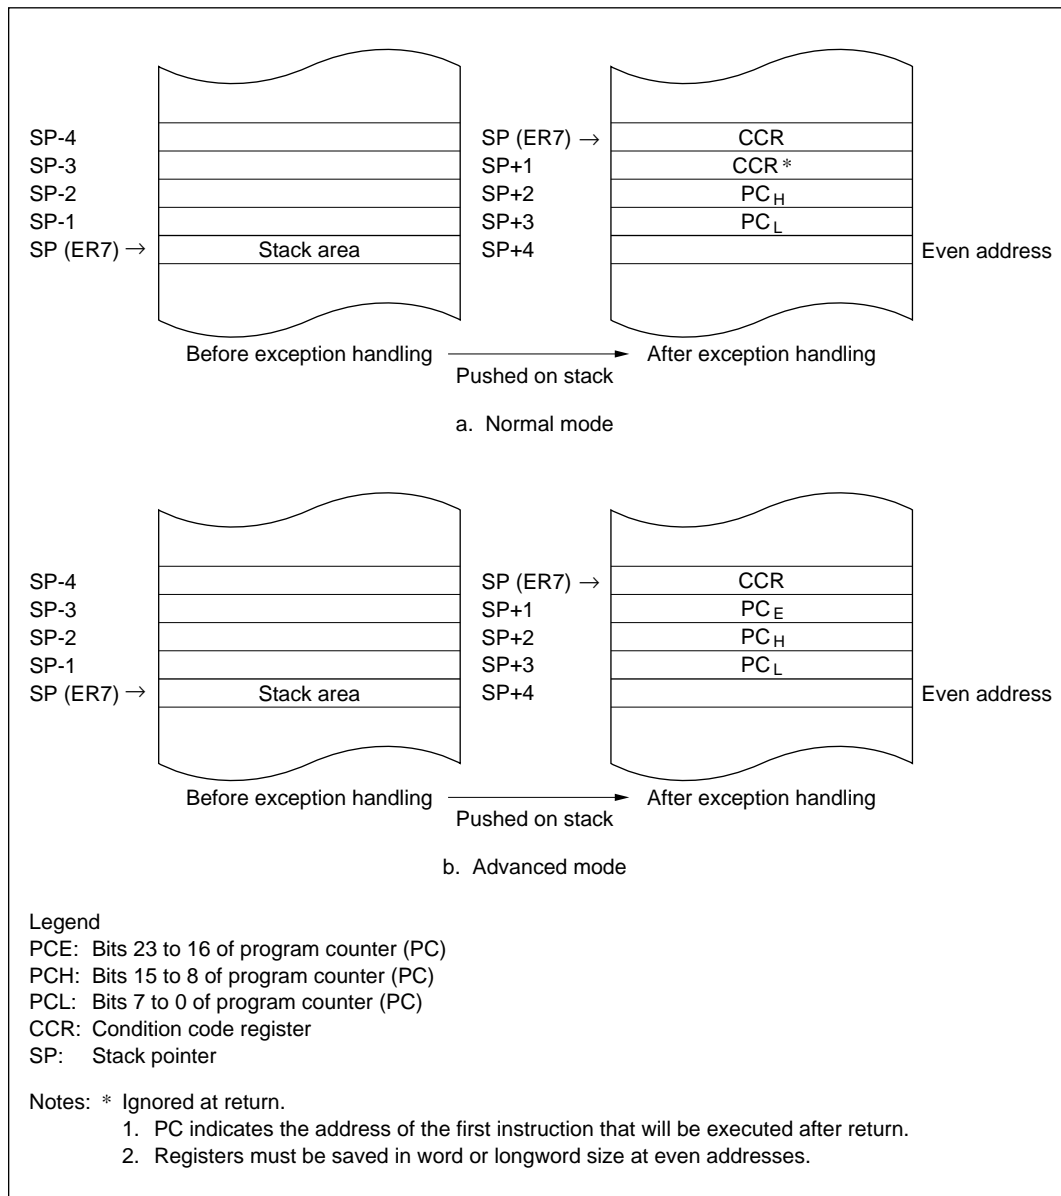 SP-4 SP (ER7) → CCR
SP-3 SP+1 CCR *
SP-2 SP+2 PC H
SP-1 SP+3 PC L
SP (ER7) → Stack area SP+4 Even address
Before exception handling After exception handling
Pushed on stack
a. Normal mode
SP-4 SP (ER7) → CCR
SP-3 SP+1 PC E
SP-2 SP+2 PC H
SP-1 SP+3 PC L
SP (ER7) → Stack area SP+4 Even address
Before exception handling After exception handling
Pushed on stack
b. Advanced mode
Legend
PCE: Bits 23 to 16 of program counter (PC)
PCH: Bits 15 to 8 of program counter (PC)
PCL: Bits 7 to 0 of program counter (PC)
CCR: Condition code register
SP: Stack pointer
Notes: * Ignored at return.
1. PC indicates the address of the first instruction that will be executed after return.
2. Registers must be saved in word or longword size at even addresses.